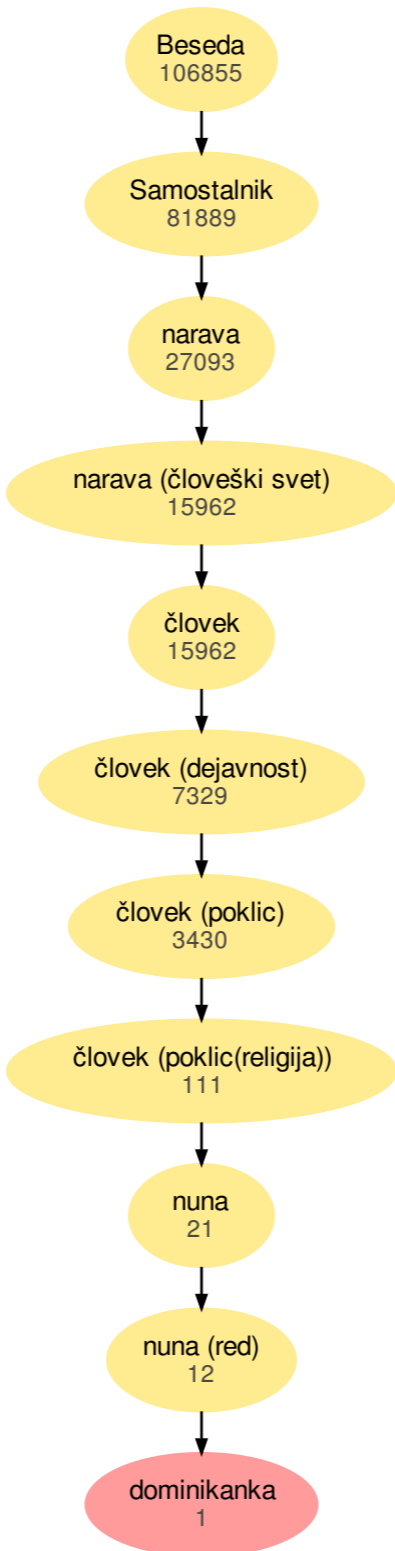 Beseda
106855
Samostalnik
81889
narava
27093
narava (človeški svet)
15962
človek
15962
človek (dejavnost)
7329
človek (poklic)
3430
človek (poklic(religija))
111
nuna
21
nuna (red)
12
dominikanka
1